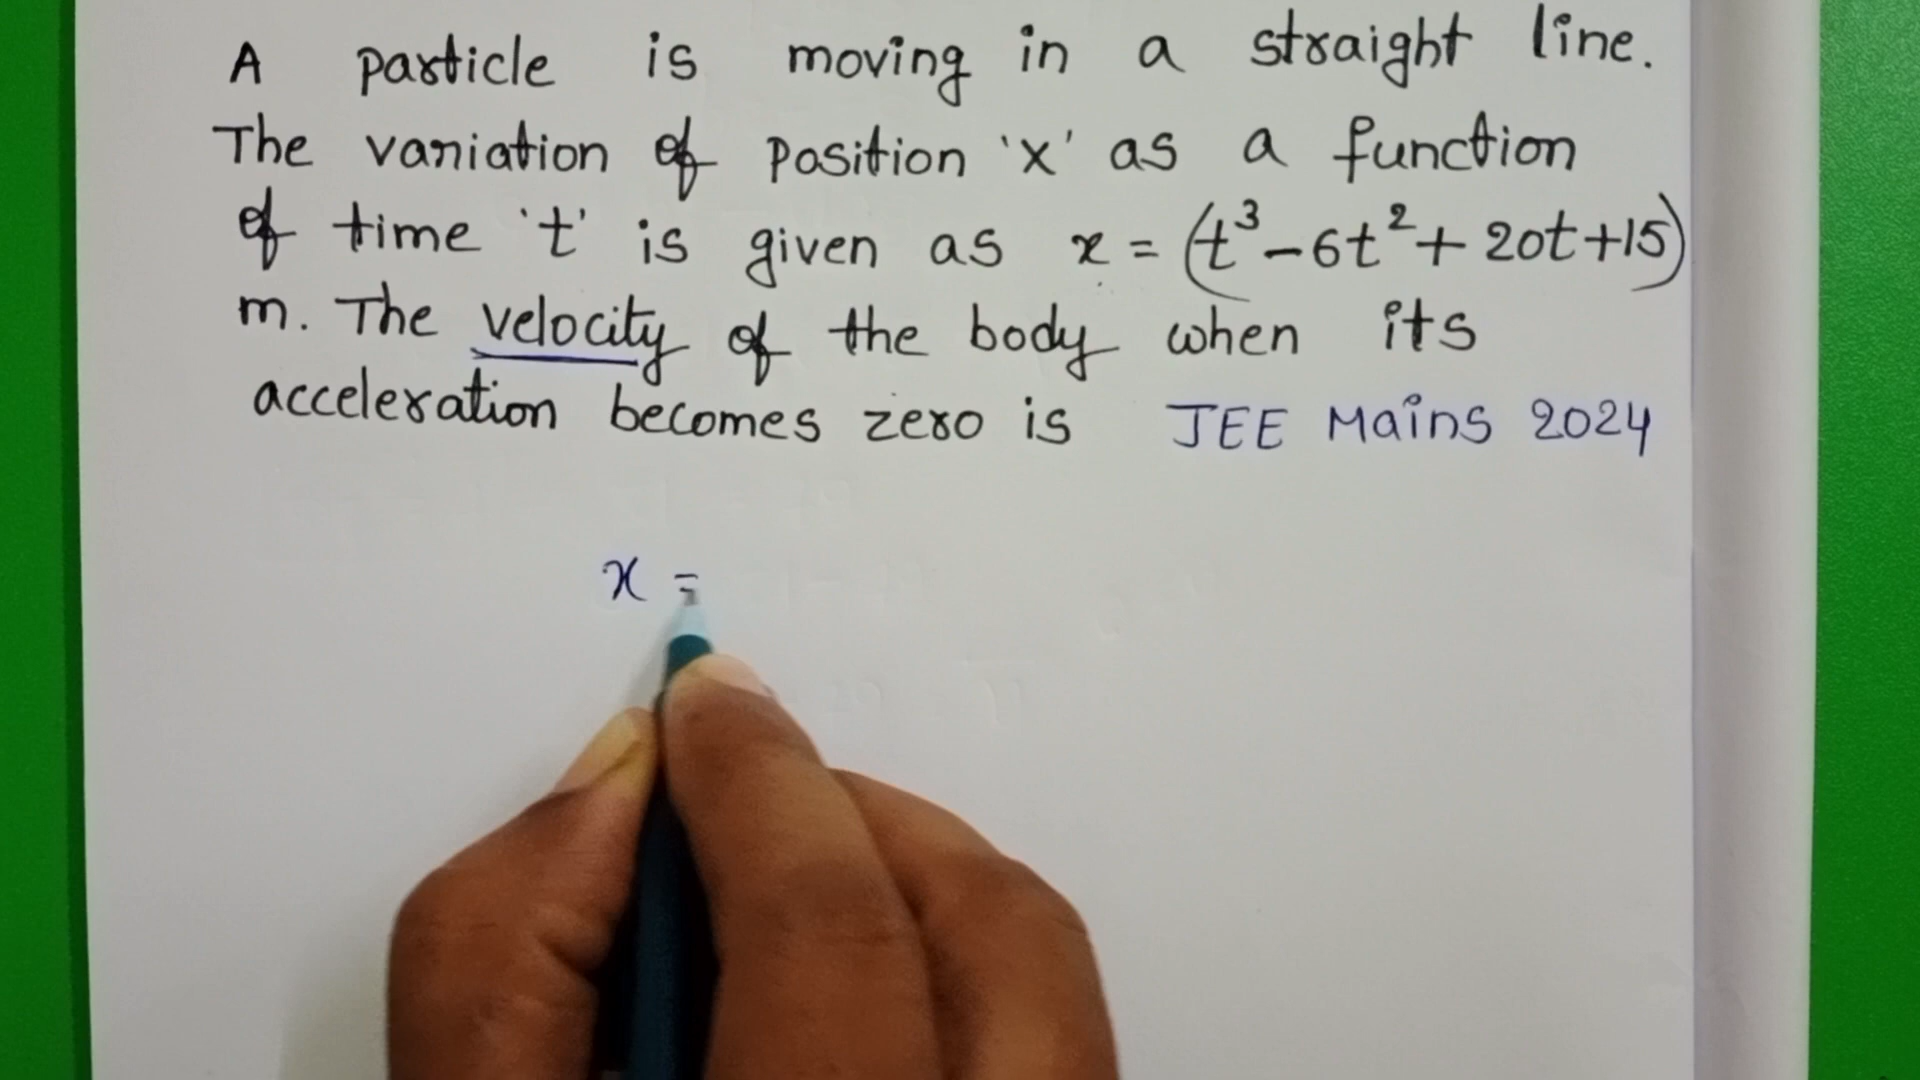 A particle is moving in a straight line.
The variation of position 'x' as a function
of time 't' is given as x = (t³ - 6t² + 20t + 15)
m. The velocity of the body when its
acceleration becomes zero is JEE Mains 2024
x =